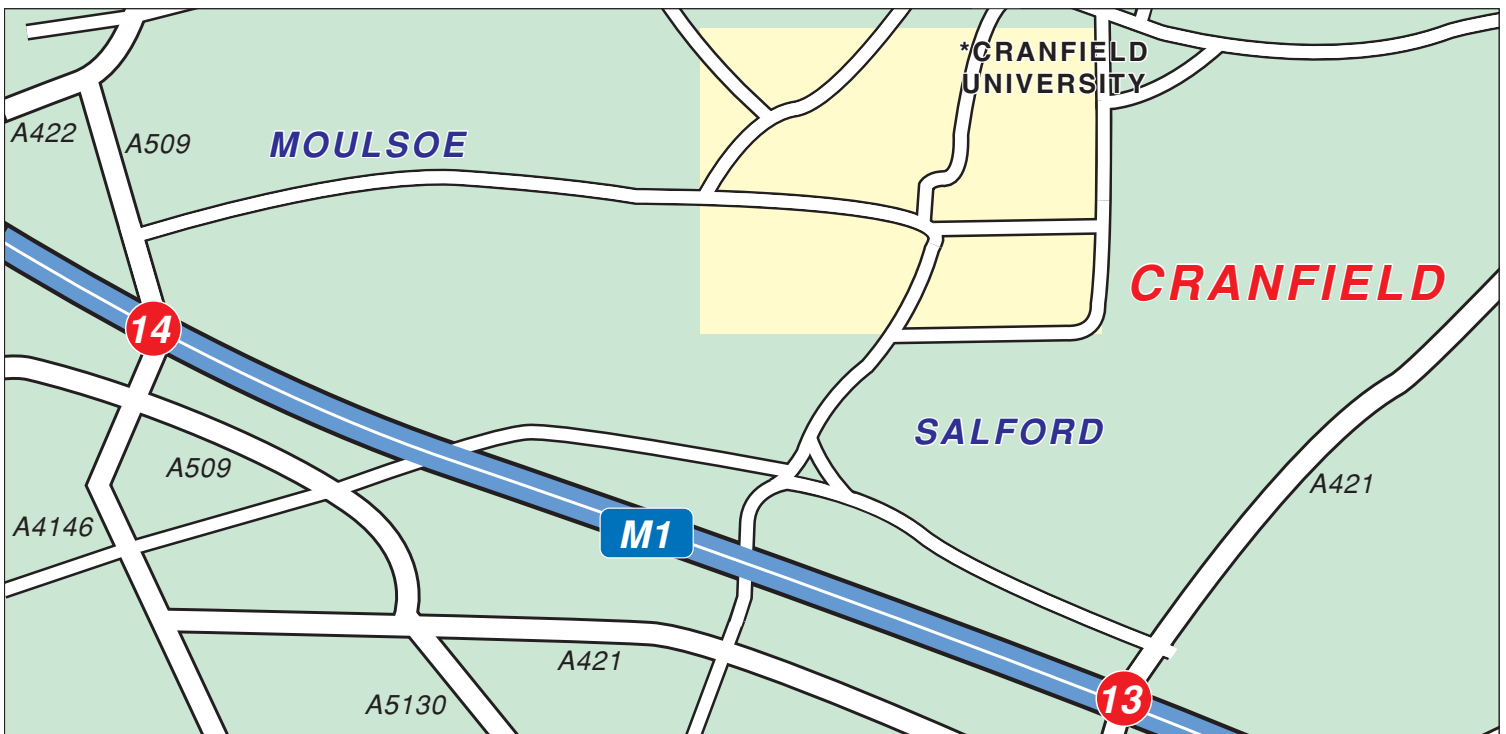 *CRANFIELD
UNIVERSITY
A422
A509
MOULSOE
CRANFIELD
14
SALFORD
A509
A421
A4146
M1
A421
A5130
13